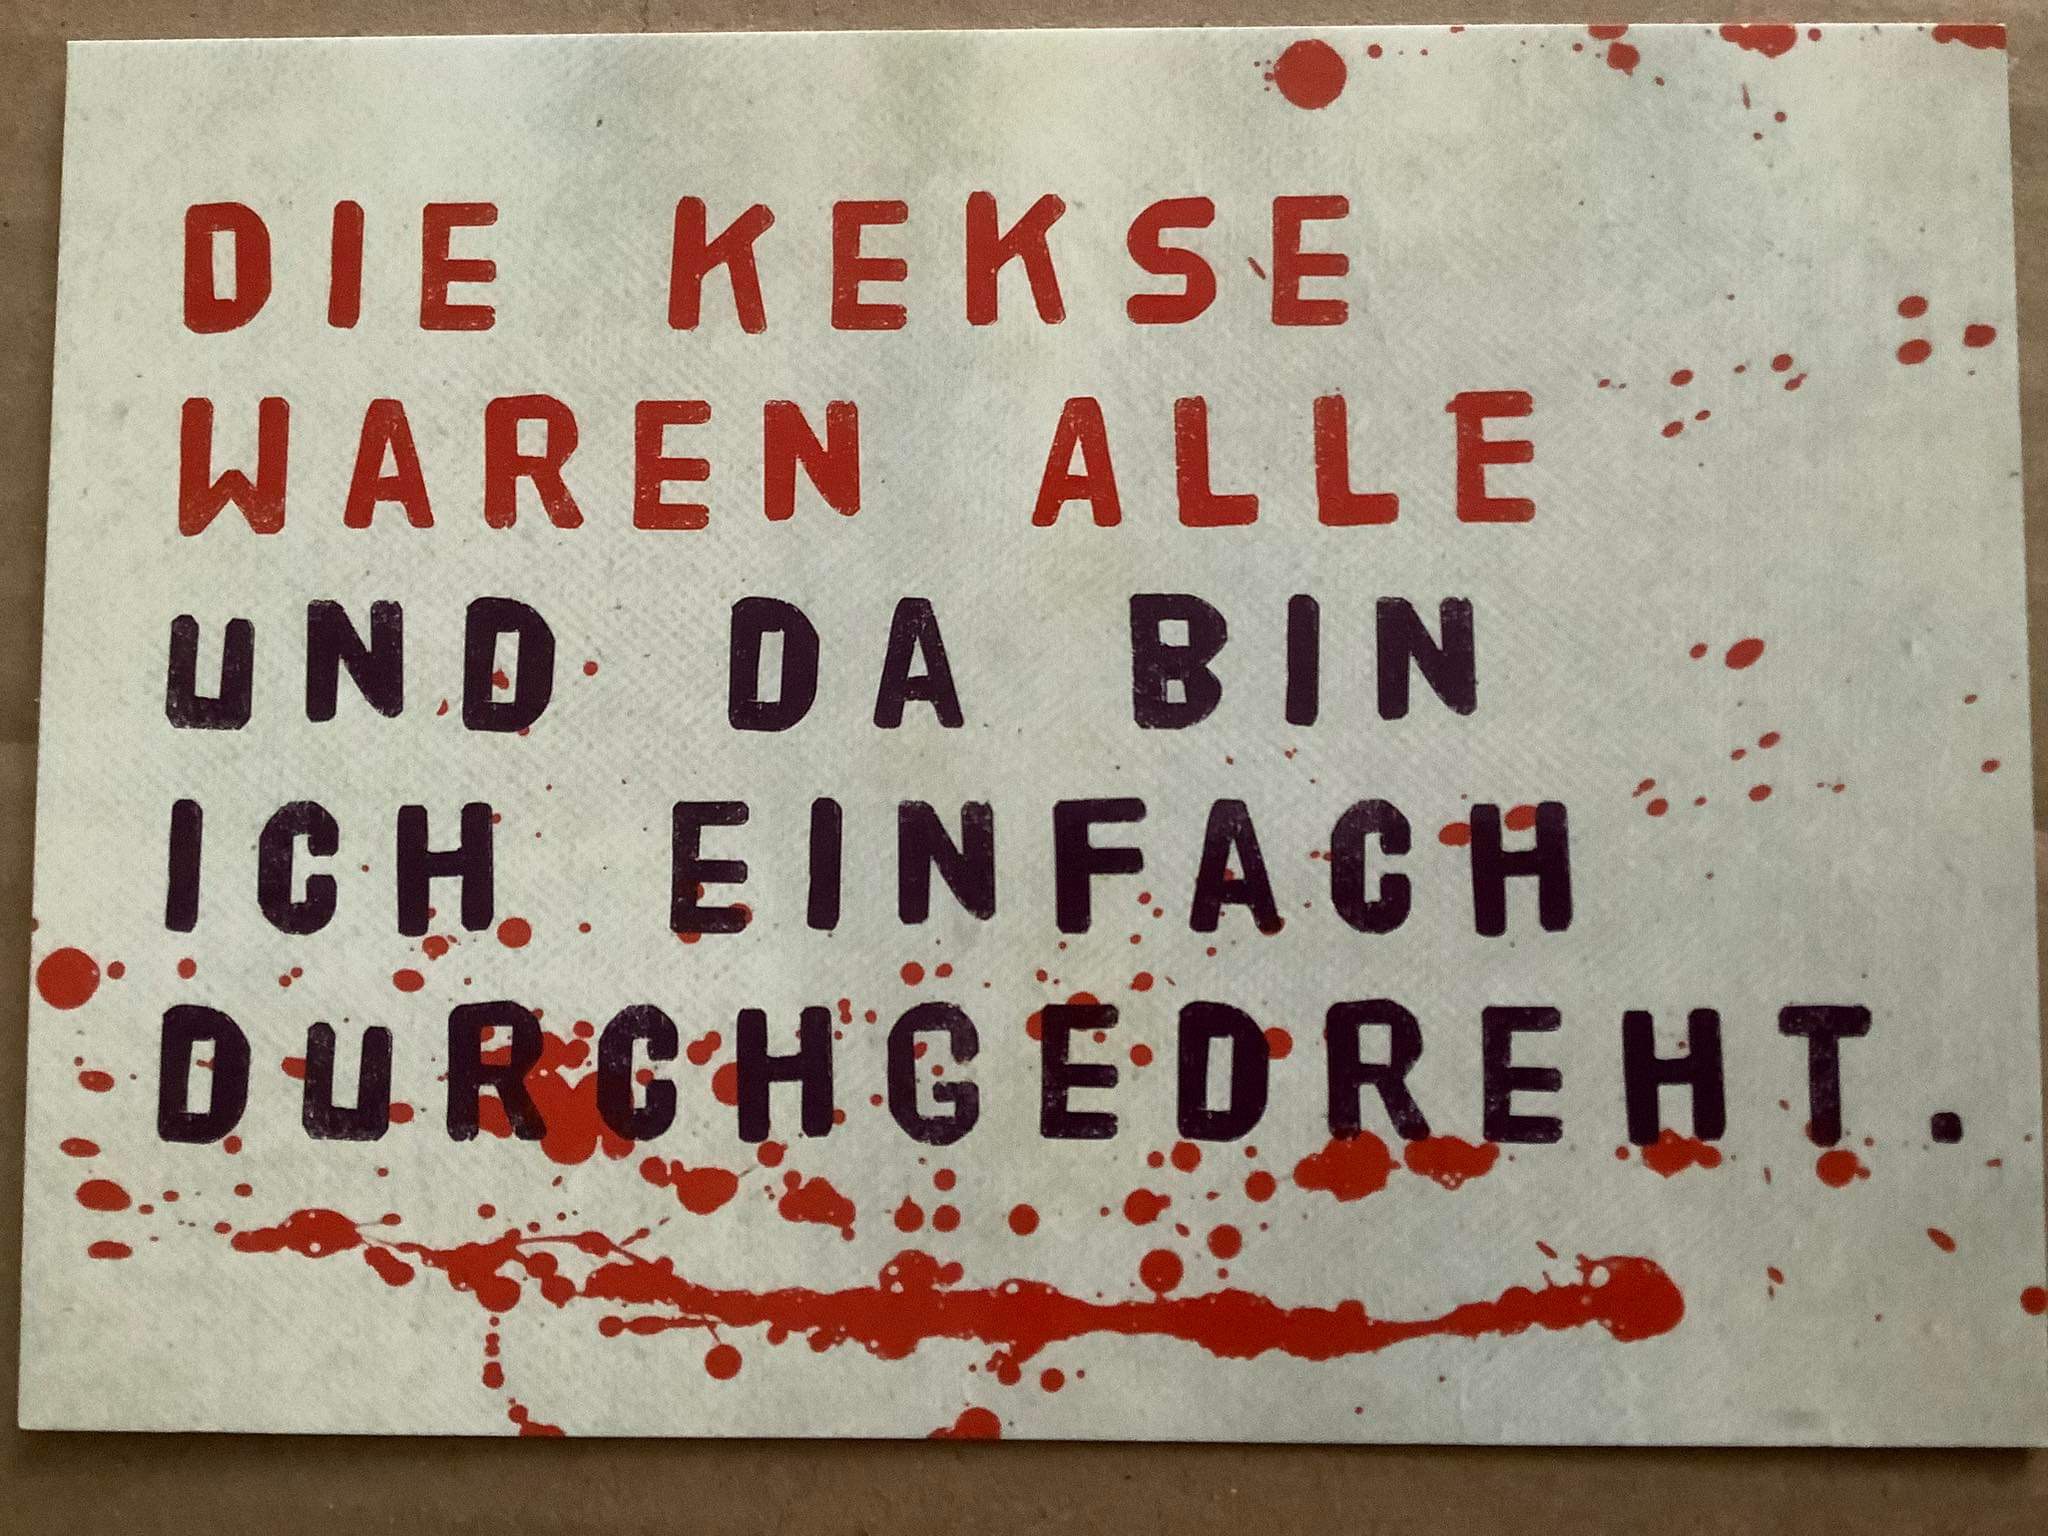 DIE KEKSE
WAREN ALLE
UND DA BIN
ICH EINFACH
DURCHGEDREHT.